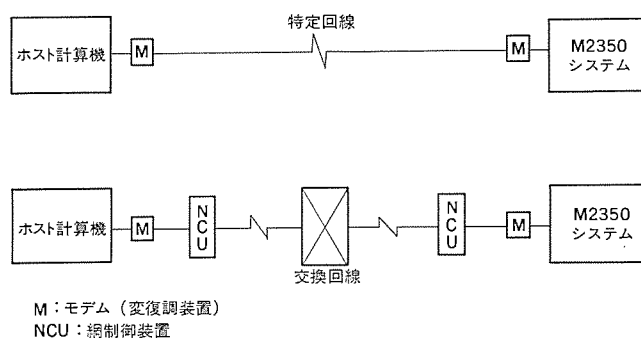 特定回線
ホスト計算機
M
M
M2350
システム
ホスト計算機
M
NCU
交換回線
NCU
M
M2350
システム
M：モデム（変復調装置）
NCU：網制御装置